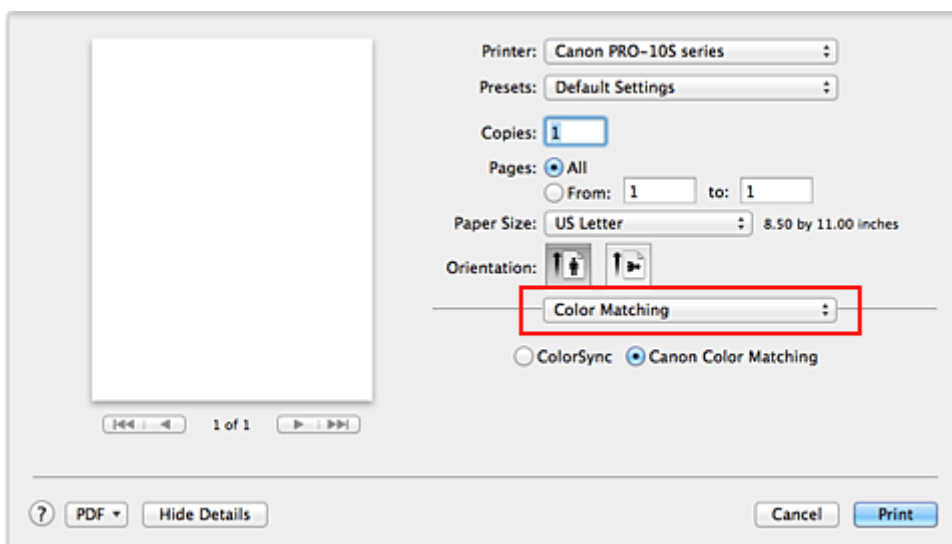 Printer: Canon PRO-10S series
Presets: Default Settings
Copies: 1
Pages: All
From: 1 to: 1
Paper Size: US Letter 8.50 by 11.00 inches
Orientation:
Color Matching
ColorSync Canon Color Matching
1 of 1
? PDF Hide Details Cancel Print